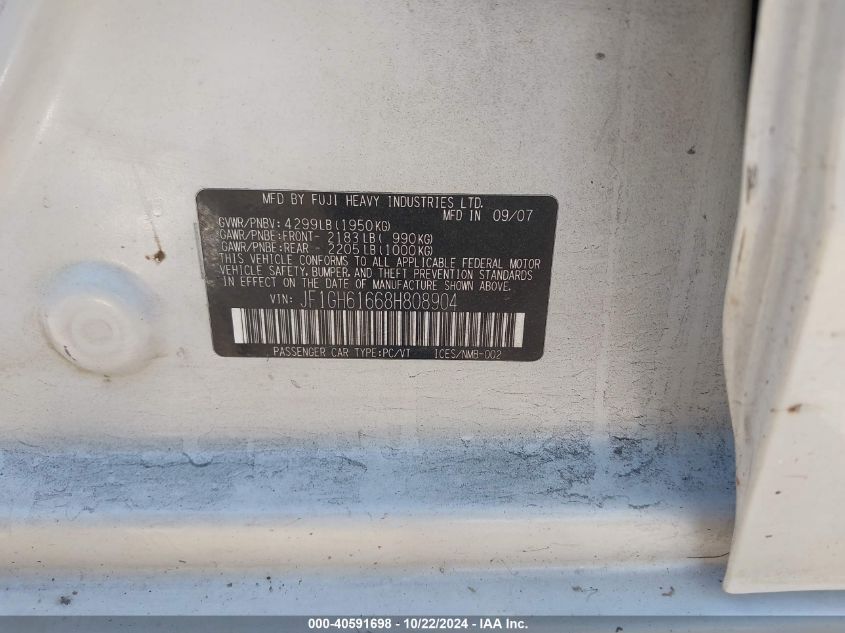 MFD BY FUJI HEAVY INDUSTRIES LTD.
MFD IN 09/07
GVWR/PNBV: 4299LB(1950KG)
GAWR/PNBE:FRONT- 2183LB( 990KG)
GAWR/PNBE:REAR - 2205LB(1000KG)
THIS VEHICLE CONFORMS TO ALL APPLICABLE FEDERAL MOTOR
VEHICLE SAFETY, BUMPER, AND THEFT PREVENTION STANDARDS
IN EFFECT ON THE DATE OF MANUFACTURE SHOWN ABOVE.
VIN: JF1GH61668H808904
PASSENGER CAR TYPE:PC/VT ICES/NMB-002
000-40591698 - 10/22/2024 - IAA Inc.